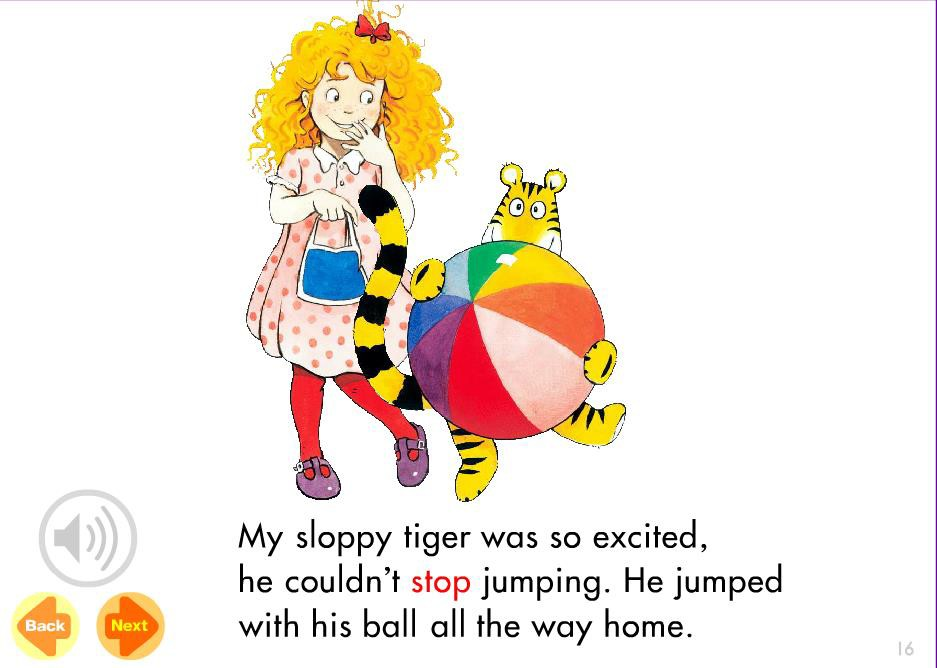 My sloppy tiger was so excited,
he couldn't stop jumping. He jumped
with his ball all the way home.
Back
Next
16